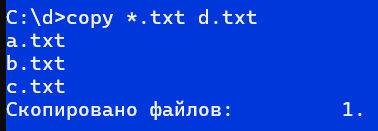 C:\d>copy *.txt d.txt
a.txt
b.txt
c.txt
Скопировано файлов:         1.